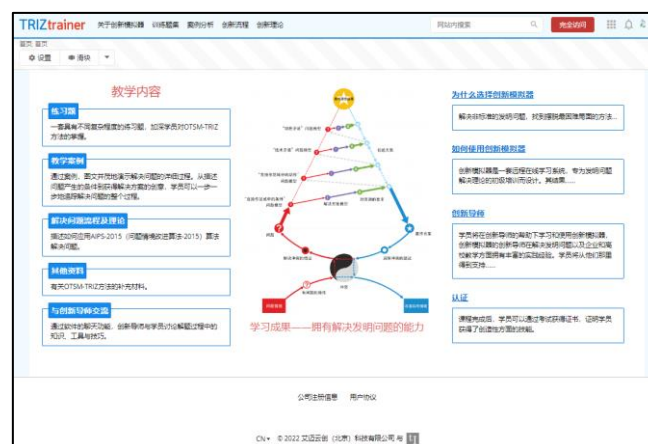 TRIZtrainer
关于创新模拟器 训练题集 案例分析 创新流程 创新理论
网站内搜索
完全访问
首页 首页
设置
滑块
教学内容
练习题
一套具有不同复杂程度的练习题，加深学员对OTSM-TRIZ
方法的掌握。
教学案例
通过案例、图文并茂地演示解决问题的详细过程。从描述
问题产生的条件到获得解决方案的创意，学员可以一步一
步地追踪解决问题的整个过程。
解决问题流程及理论
描述如何应用AIPS-2015（问题情境改进算法-2015）算法
解决问题。
其他资料
有关OTSM-TRIZ方法的补充材料。
与创新导师交流
通过软件的聊天功能，创新导师与学员讨论解题过程中的
知识、工具与技巧。
学习成果——拥有解决发明问题的能力
为什么选择创新模拟器
解决非标准的发明问题，找到摆脱最困难局面的方法...
如何使用创新模拟器
创新模拟器是一套远程在线学习系统，专为发明问题
解决理论的初级培训而设计。其结果......
创新导师
学员将在创新导师的帮助下学习和使用创新模拟器，
创新模拟器的创新导师在解决发明问题以及企业和高
校教学方面拥有丰富的实践经验。学员将从他们那里
得到支持......
认证
课程完成后，学员可以通过考试获得证书，证明学员
获得了创造性方面的技能。
公司注册信息 用户协议
CN © 2022 艾迈云创（北京）科技有限公司 与